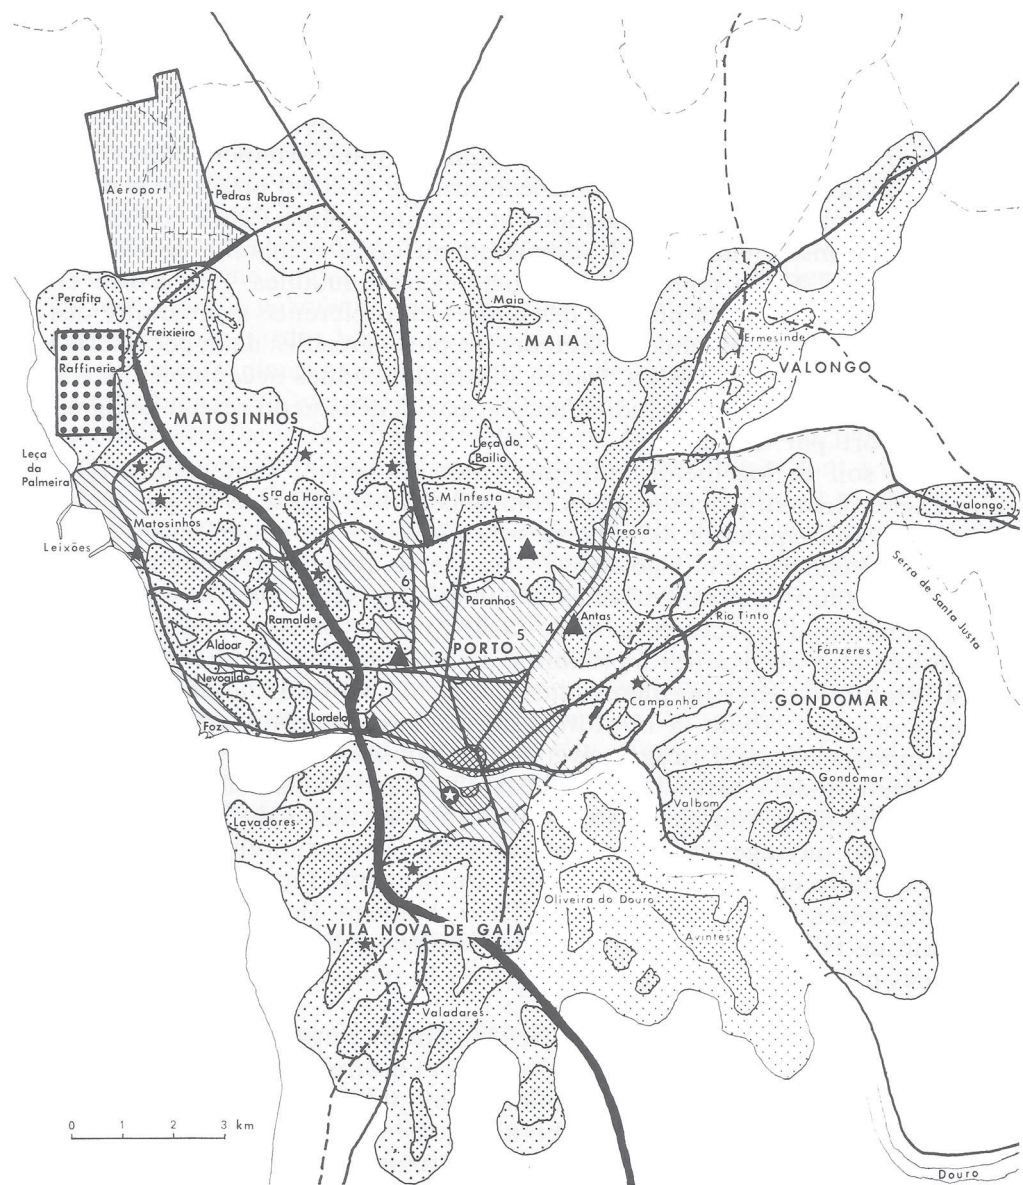 Aéroport
Pedras Rubras
Perafita
Freixieiro
Maia
MAIA
Ermesinde
VALONGO
Raffinerie
MATOSINHOS
Leça
da
Palmeira
Leça do
Bailio
Sra da Hora
S.M. Infesta
Valongo
Matosinhos
Areosa
Leixões
Serra de Santa Justa
6
Paranhos
Ramalde
Antas
Rio Tinto
5
4
Aldoar
PORTO
Fanzeres
3
2
1
Nevogilde
Campanha
GONDOMAR
Lordelo
Foz
Gondomar
Valbom
Lavadores
Oliveira do Douro
VILA NOVA DE GAIA
Avintes
Valadares
0 1 2 3 km
Douro